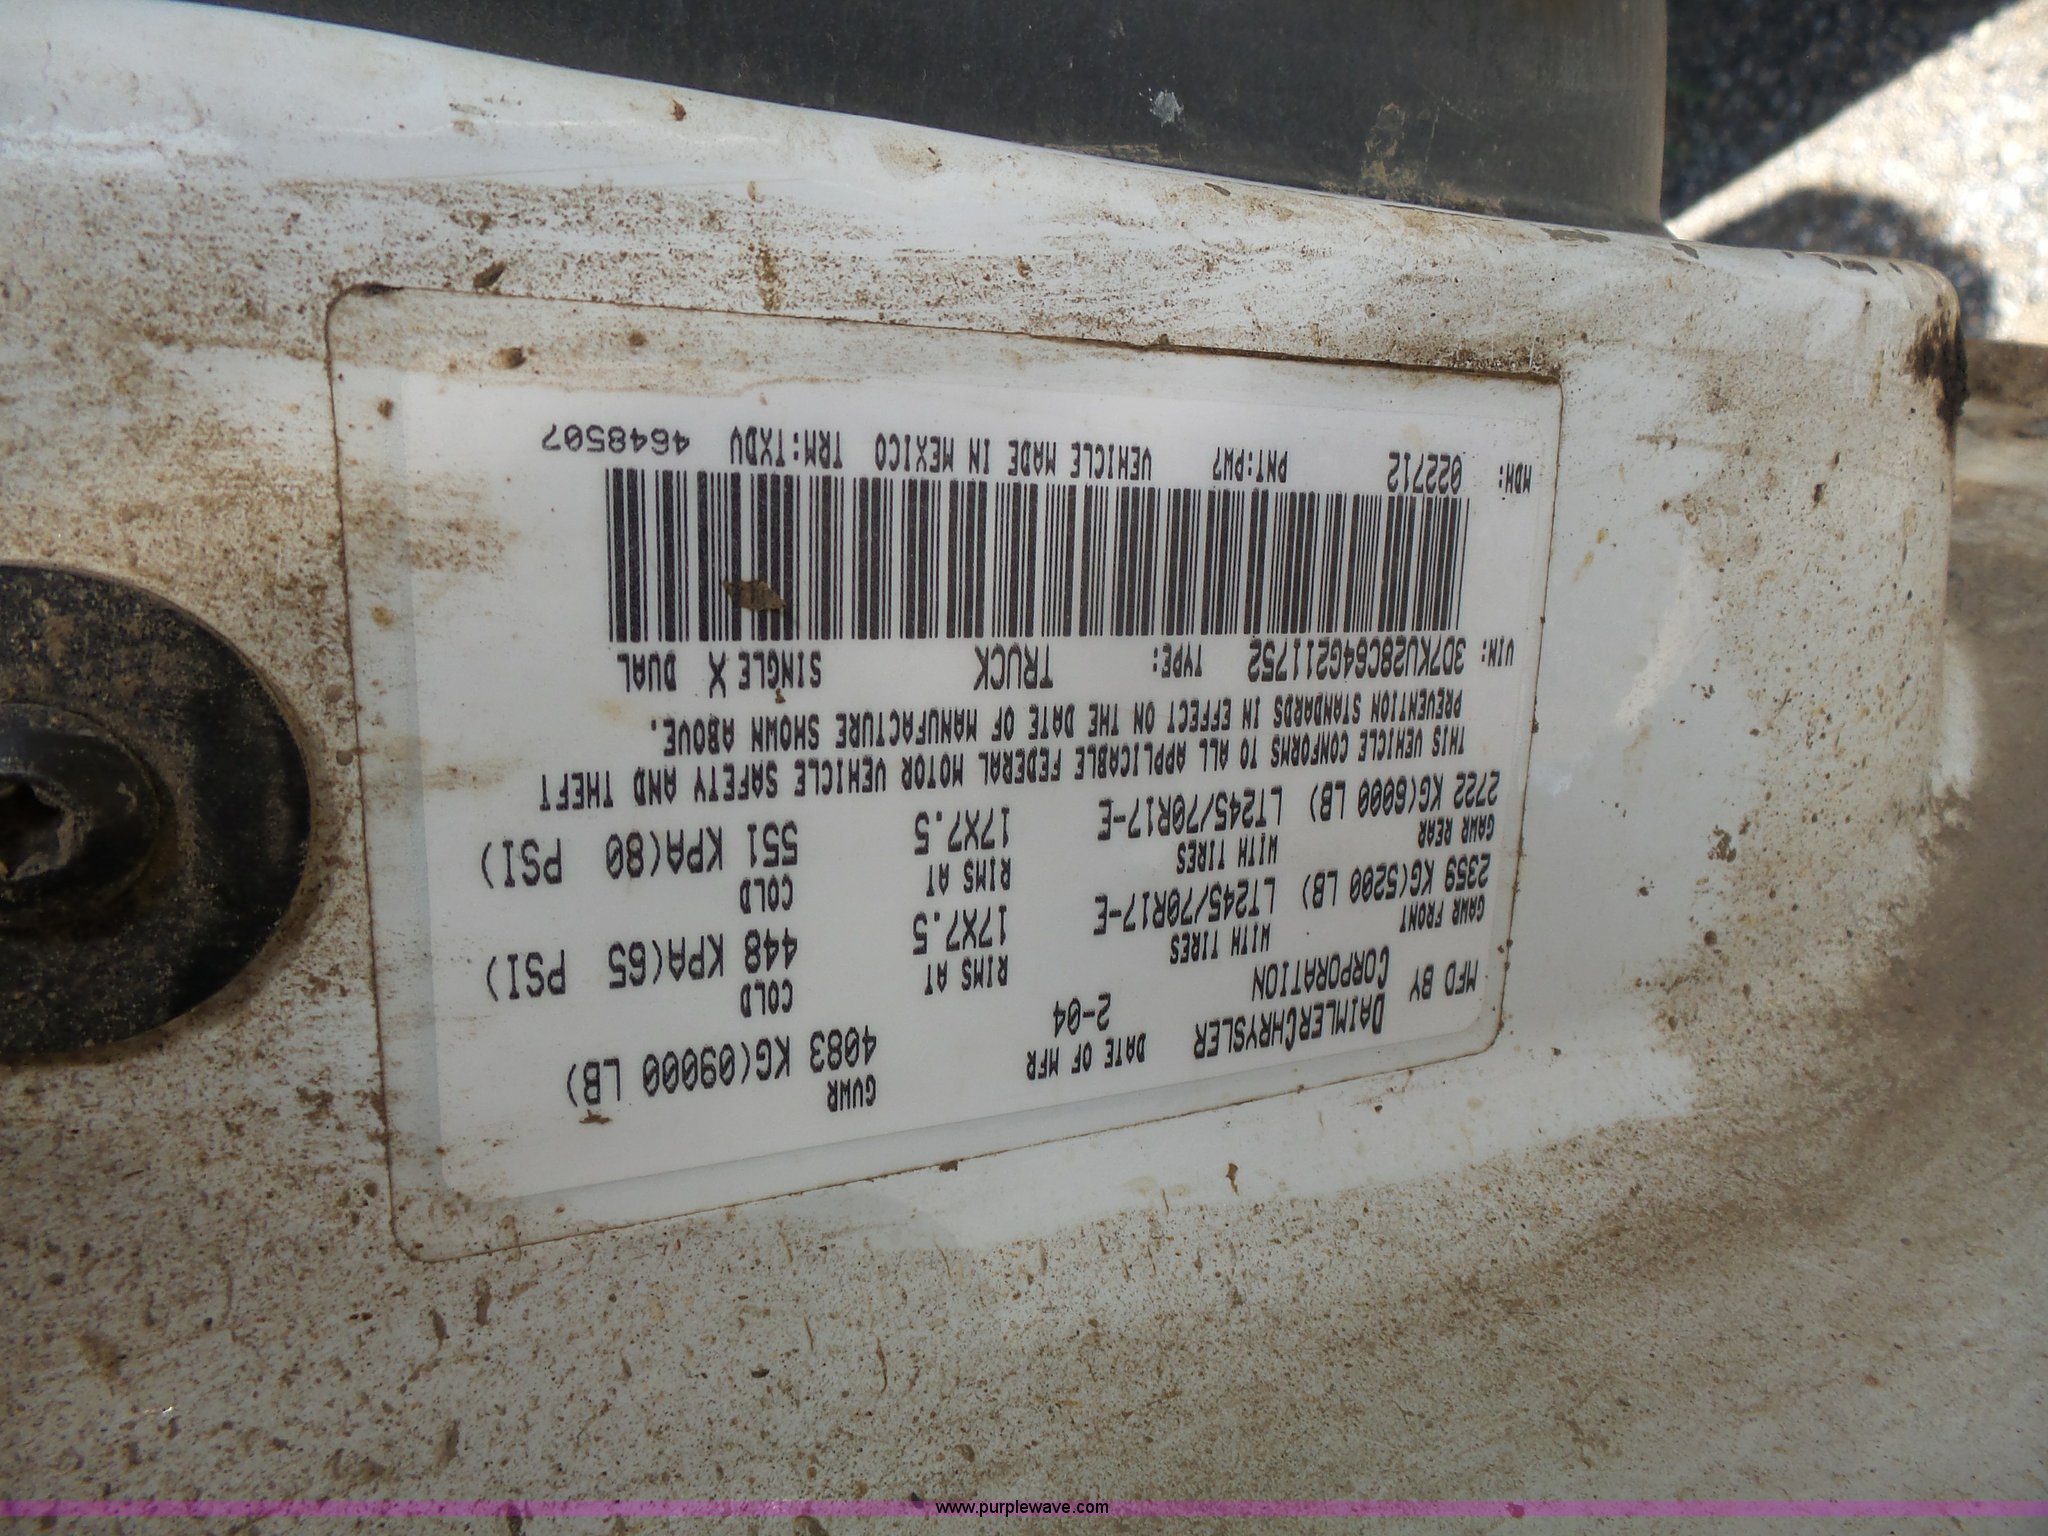 MFD BY DAIMLERCHRYSLER CORPORATION DATE OF MFR 2-04 GVWR 4083 KG(09000 LB)
GAWR FRONT WITH TIRES RIMS AT COLD
2359 KG(5200 LB) LT245/70R17-E 17X7.5 448 KPA(65 PSI)
GAWR REAR WITH TIRES RIMS AT COLD
2722 KG(6000 LB) LT245/70R17-E 17X7.5 551 KPA(80 PSI)
THIS VEHICLE CONFORMS TO ALL APPLICABLE FEDERAL MOTOR VEHICLE SAFETY AND THEFT
PREVENTION STANDARDS IN EFFECT ON THE DATE OF MANUFACTURE SHOWN ABOVE.
VIN: 3D7KU28C64G211752 TYPE: TRUCK SINGLE X DUAL
MDH: 022712 PNT:PW7 VEHICLE MADE IN MEXICO TRM:TXDV 4648507
www.purplewave.com